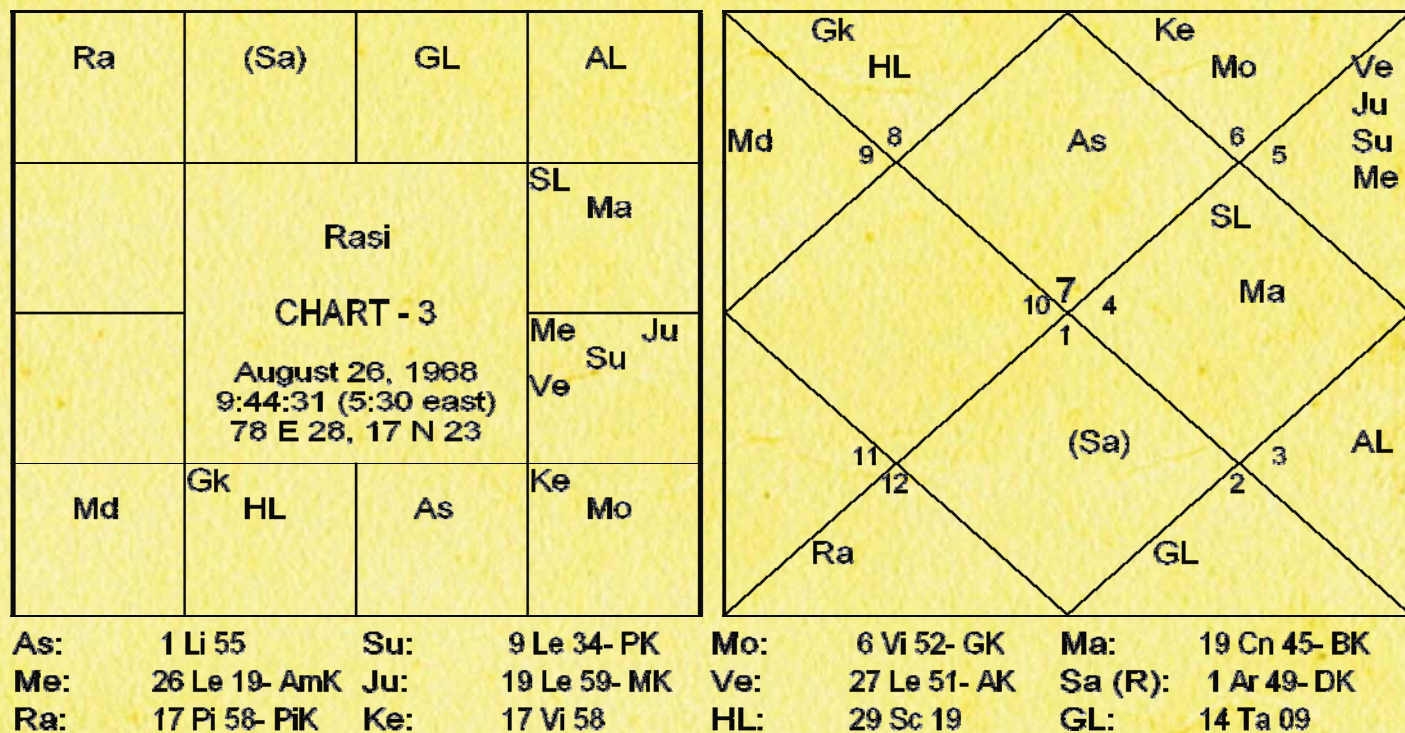 Ra (Sa) GL AL
SL
Ma
Rasi
CHART - 3
August 26, 1968
9:44:31 (5:30 east)
78 E 28, 17 N 23
Me Ju
Su
Ve
Md
Gk
HL
As
Ke
Mo
Gk
HL
Ke
Mo
Ve
Ju
Su
Me
Md
As
9 8
6 5
SL
Ma
10 7 4
1
11
12
(Sa)
3
2
AL
Ra
GL
As: 1 Li 55 Su: 9 Le 34- PK Mo: 6 Vi 52- GK Ma: 19 Cn 45- BK
Me: 26 Le 19- AmK Ju: 19 Le 59- MK Ve: 27 Le 51- AK Sa (R): 1 Ar 49- DK
Ra: 17 Pi 58- PiK Ke: 17 Vi 58 HL: 29 Sc 19 GL: 14 Ta 09